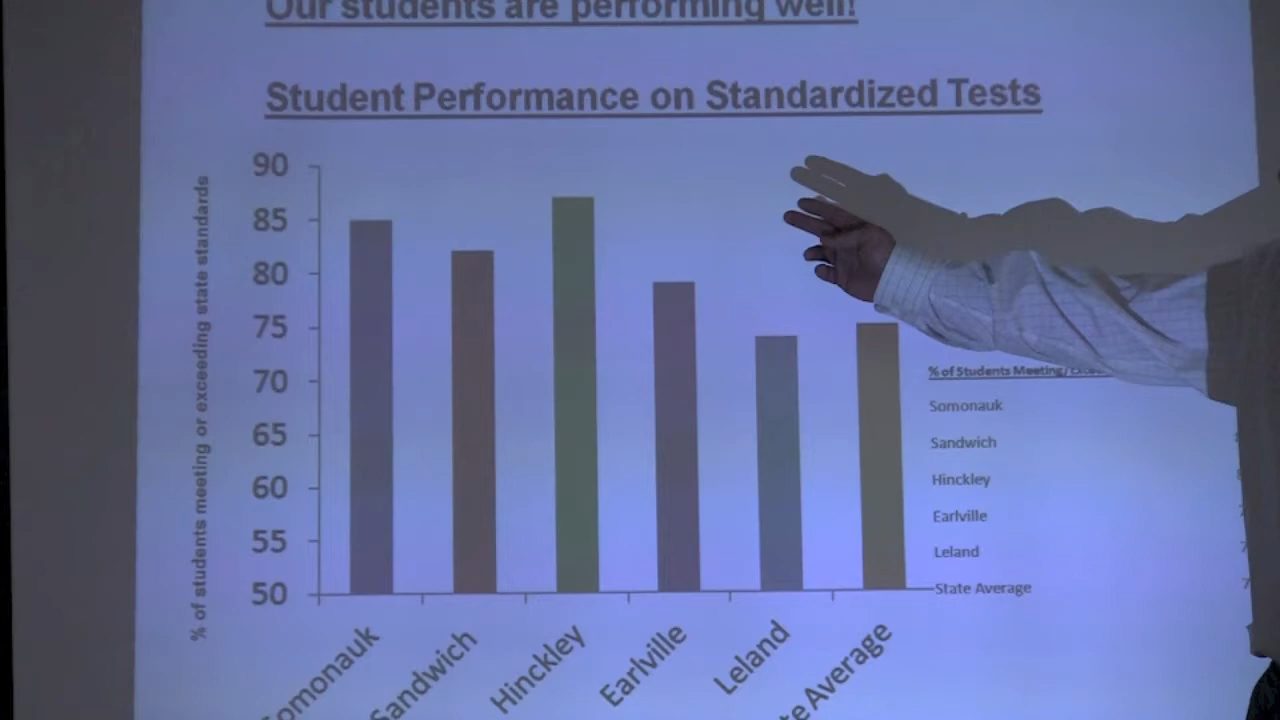 Our students are performing well!
Student Performance on Standardized Tests
% of students meeting or exceeding state standards
90
85
80
75
70
65
60
55
50
Somonauk
Sandwich
Hinckley
Earlville
Leland
Average
% of Students Meeting/
Somonauk
Sandwich
Hinckley
Earlville
Leland
State Average